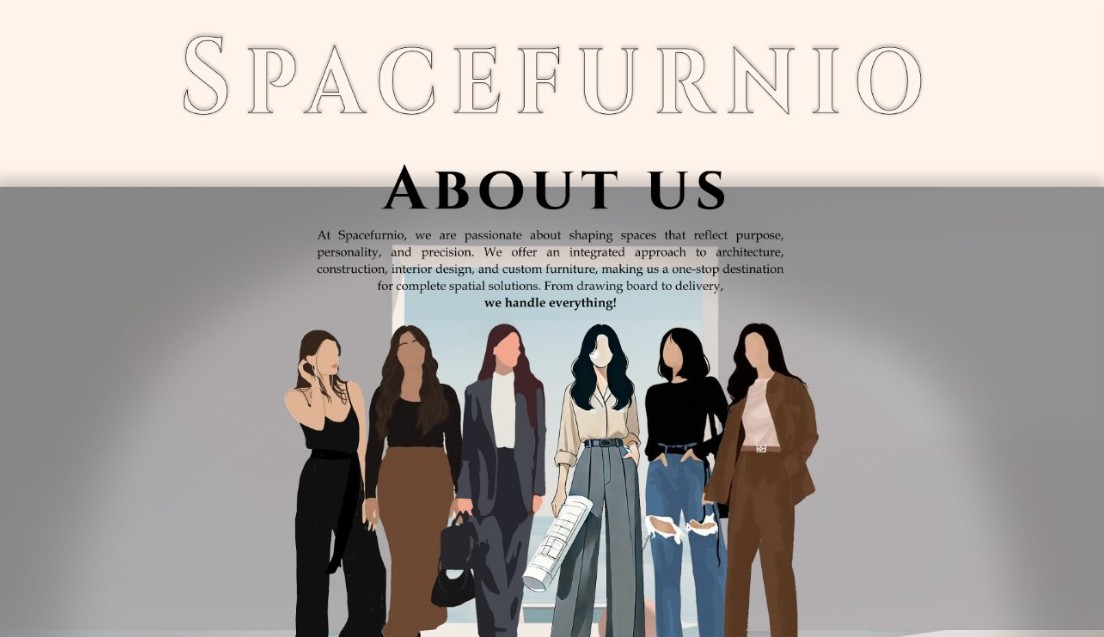 SPACEFURNIO
ABOUT US
At Spacefurnio, we are passionate about shaping spaces that reflect purpose,
personality, and precision. We offer an integrated approach to architecture,
construction, interior design, and custom furniture, making us a one-stop destination
for complete spatial solutions. From drawing board to delivery,
we handle everything!